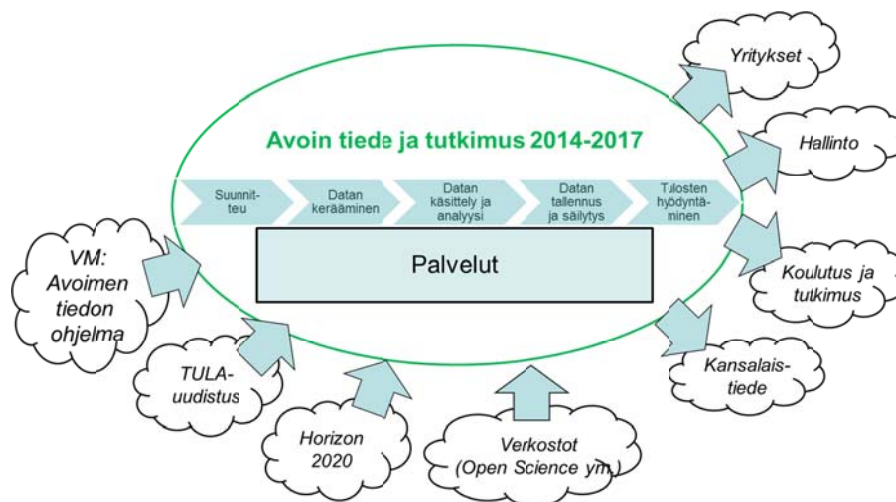 Yritykset
Avoin tiede ja tutkimus 2014-2017
Hallinto
Suunnit-
teu
Datan
kerääminen
Datan
käsittely ja
analyysi
Datan
tallennus
ja säilytys
Tulosten
hyödyntä-
minen
Palvelut
VM:
Avoimen
tiedon
ohjelma
Koulutus ja
tutkimus
TULA-
uudistus
Kansalais-
tiede
Horizon
2020
Verkostot
(Open Science ym.)